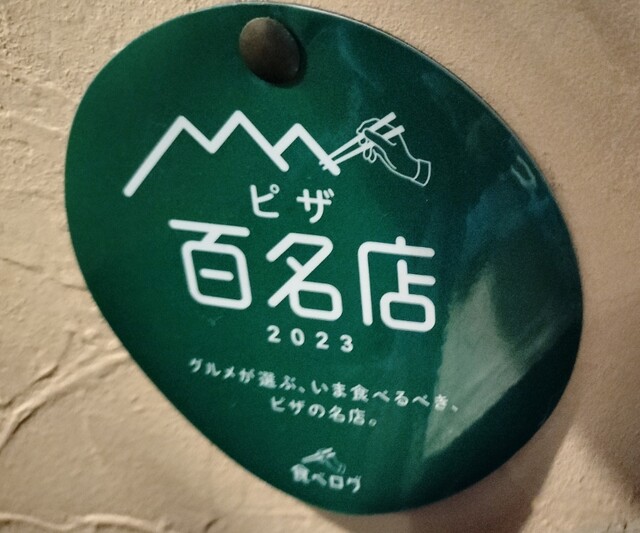 ピザ
百名店
2023
グルメが選ぶ、いま食べるべき、
ピザの名店。
食べログ